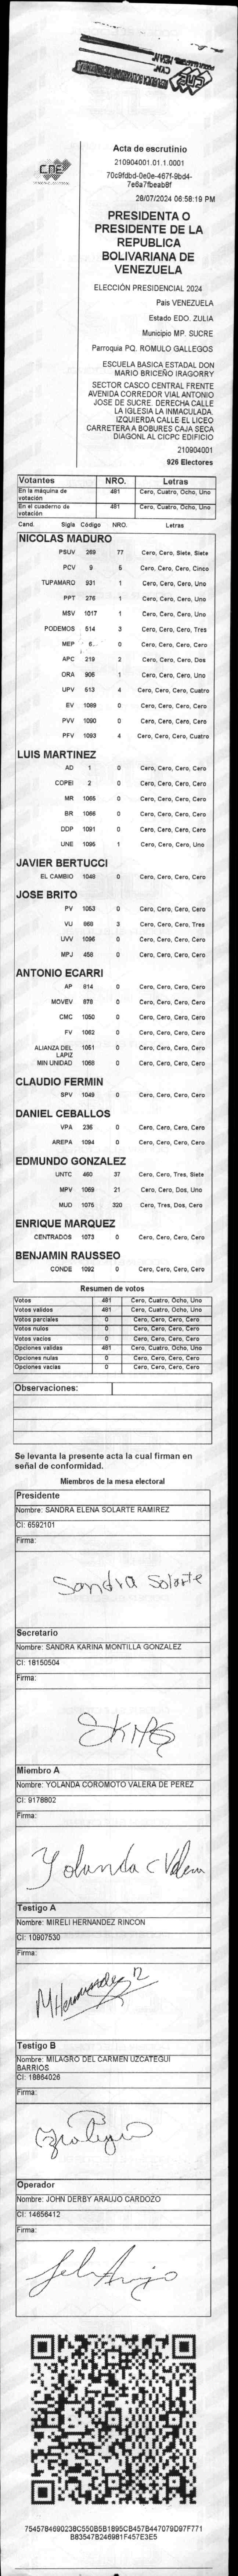 CNE
Acta de escrutinio
210904001.01.1.0001
70c9fdbd-0e0e-467f-9bd4-
7e6a7fbeab8f
28/07/2024 06:58:19 PM
PRESIDENTA O
PRESIDENTE DE LA
REPUBLICA
BOLIVARIANA DE
VENEZUELA
ELECCIÓN PRESIDENCIAL 2024
Pais VENEZUELA
Estado EDO. ZULIA
Municipio MP. SUCRE
Parroquia PQ. ROMULO GALLEGOS
ESCUELA BASICA ESTADAL DON
MARIO BRICEÑO IRAGORRY
SECTOR CASCO CENTRAL FRENTE
AVENIDA CORREDOR VIAL ANTONIO
JOSE DE SUCRE. DERECHA CALLE
LA IGLESIA LA INMACULADA.
IZQUIERDA CALLE EL LICEO
CARRETERA A BOBURES CAJA SECA
DIAGONL AL CICPC EDIFICIO
210904001
926 Electores
Votantes NRO. Letras
En la máquina de votación 481 Cero, Cuatro, Ocho, Uno
En el cuaderno de votación 481 Cero, Cuatro, Ocho, Uno
Cand. Sigla Código NRO. Letras
NICOLAS MADURO
PSUV 269 77 Cero, Cero, Siete, Siete
PCV 9 5 Cero, Cero, Cero, Cinco
TUPAMARO 931 1 Cero, Cero, Cero, Uno
PPT 276 1 Cero, Cero, Cero, Uno
MSV 1017 1 Cero, Cero, Cero, Uno
PODEMOS 514 3 Cero, Cero, Cero, Tres
MEP 6 0 Cero, Cero, Cero, Cero
APC 219 2 Cero, Cero, Cero, Dos
ORA 906 1 Cero, Cero, Cero, Uno
UPV 513 4 Cero, Cero, Cero, Cuatro
EV 1089 0 Cero, Cero, Cero, Cero
PVV 1090 0 Cero, Cero, Cero, Cero
PFV 1093 4 Cero, Cero, Cero, Cuatro
LUIS MARTINEZ
AD 1 0 Cero, Cero, Cero, Cero
COPEI 2 0 Cero, Cero, Cero, Cero
MR 1065 0 Cero, Cero, Cero, Cero
BR 1066 0 Cero, Cero, Cero, Cero
DDP 1091 0 Cero, Cero, Cero, Cero
UNE 1095 1 Cero, Cero, Cero, Uno
JAVIER BERTUCCI
EL CAMBIO 1048 0 Cero, Cero, Cero, Cero
JOSE BRITO
PV 1053 0 Cero, Cero, Cero, Cero
VU 868 3 Cero, Cero, Cero, Tres
UVV 1096 0 Cero, Cero, Cero, Cero
MPJ 458 0 Cero, Cero, Cero, Cero
ANTONIO ECARRI
AP 814 0 Cero, Cero, Cero, Cero
MOVEV 878 0 Cero, Cero, Cero, Cero
CMC 1050 0 Cero, Cero, Cero, Cero
FV 1062 0 Cero, Cero, Cero, Cero
ALIANZA DEL LAPIZ 1051 0 Cero, Cero, Cero, Cero
MIN UNIDAD 1068 0 Cero, Cero, Cero, Cero
CLAUDIO FERMIN
SPV 1049 0 Cero, Cero, Cero, Cero
DANIEL CEBALLOS
VPA 236 0 Cero, Cero, Cero, Cero
AREPA 1094 0 Cero, Cero, Cero, Cero
EDMUNDO GONZALEZ
UNTC 460 37 Cero, Cero, Tres, Siete
MPV 1069 21 Cero, Cero, Dos, Uno
MUD 1075 320 Cero, Tres, Dos, Cero
ENRIQUE MARQUEZ
CENTRADOS 1073 0 Cero, Cero, Cero, Cero
BENJAMIN RAUSSEO
CONDE 1092 0 Cero, Cero, Cero, Cero
Resumen de votos
Votos 481 Cero, Cuatro, Ocho, Uno
Votos validos 481 Cero, Cuatro, Ocho, Uno
Votos parciales 0 Cero, Cero, Cero, Cero
Votos nulos 0 Cero, Cero, Cero, Cero
Votos vacios 0 Cero, Cero, Cero, Cero
Opciones validas 481 Cero, Cuatro, Ocho, Uno
Opciones nulas 0 Cero, Cero, Cero, Cero
Opciones vacias 0 Cero, Cero, Cero, Cero
Observaciones:
Se levanta la presente acta la cual firman en
señal de conformidad.
Miembros de la mesa electoral
Presidente
Nombre: SANDRA ELENA SOLARTE RAMIREZ
CI: 6592101
Firma:
Sandra Solarte
Secretario
Nombre: SANDRA KARINA MONTILLA GONZALEZ
CI: 18150504
Firma:
Miembro A
Nombre: YOLANDA COROMOTO VALERA DE PEREZ
CI: 9178802
Firma:
Yolanda C Valera
Testigo A
Nombre: MIRELI HERNANDEZ RINCON
CI: 10907530
Firma:
MHernandez R
Testigo B
Nombre: MILAGRO DEL CARMEN UZCATEGUI
BARRIOS
CI: 18864026
Firma:
Operador
Nombre: JOHN DERBY ARAUJO CARDOZO
CI: 14656412
Firma:
7545784690238C550B5B1895CB457B447079D97F771
B83547B246981F457E3E5